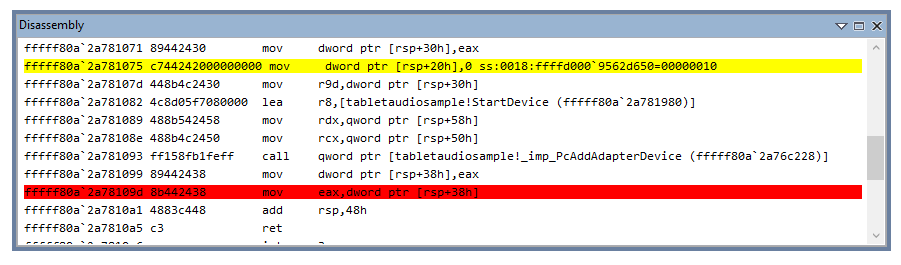 Disassembly
fffff80a`2a781071 89442430 mov dword ptr [rsp+30h],eax
fffff80a`2a781075 c744242000000000 mov dword ptr [rsp+20h],0 ss:0018:ffffd000`9562d650=00000010
fffff80a`2a78107d 448b4c2430 mov r9d,dword ptr [rsp+30h]
fffff80a`2a781082 4c8d05f7080000 lea r8,[tabletaudiosample!StartDevice (fffff80a`2a781980)]
fffff80a`2a781089 488b542458 mov rdx,qword ptr [rsp+58h]
fffff80a`2a78108e 488b4c2450 mov rcx,qword ptr [rsp+50h]
fffff80a`2a781093 ff158fb1feff call qword ptr [tabletaudiosample!_imp_PcAddAdapterDevice (fffff80a`2a76c228)]
fffff80a`2a781099 89442438 mov dword ptr [rsp+38h],eax
fffff80a`2a78109d 8b442438 mov eax,dword ptr [rsp+38h]
fffff80a`2a7810a1 4883c448 add rsp,48h
fffff80a`2a7810a5 c3 ret